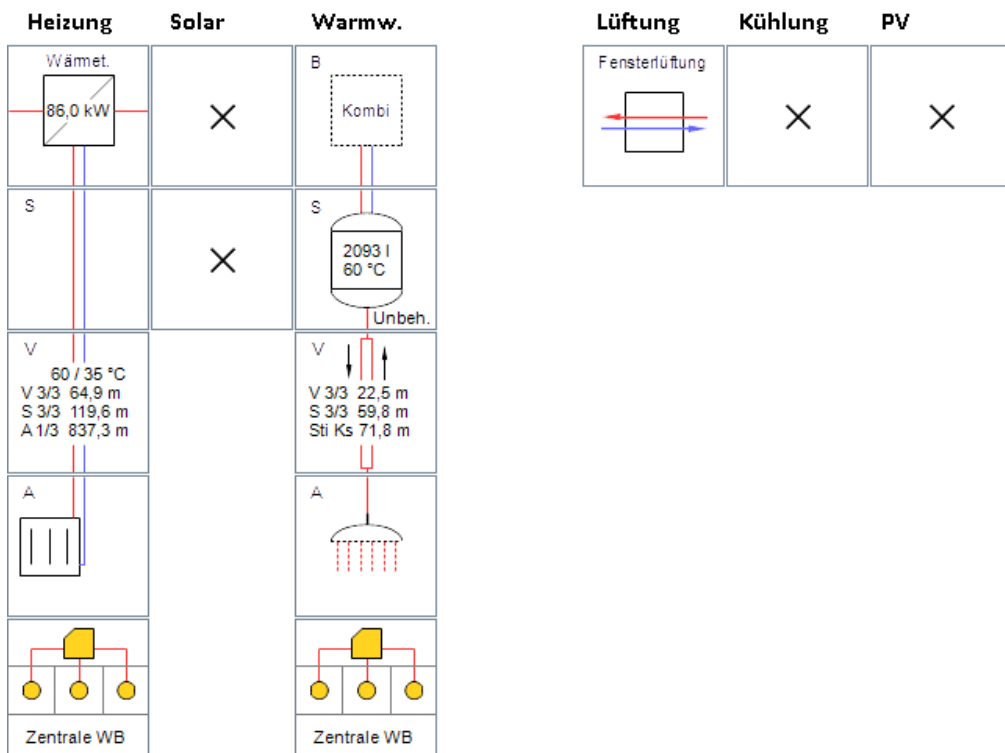 Heizung Solar Warmw. Lüftung Kühlung PV
Wärmet.
86,0 kW
B
Kombi
Fensterlüftung
S
S
2093 l
60 °C
Unbeh.
V
60 / 35 °C
V 3/3 64,9 m
S 3/3 119,6 m
A 1/3 837,3 m
V
V 3/3 22,5 m
S 3/3 59,8 m
Sti Ks 71,8 m
A
A
Zentrale WB
Zentrale WB